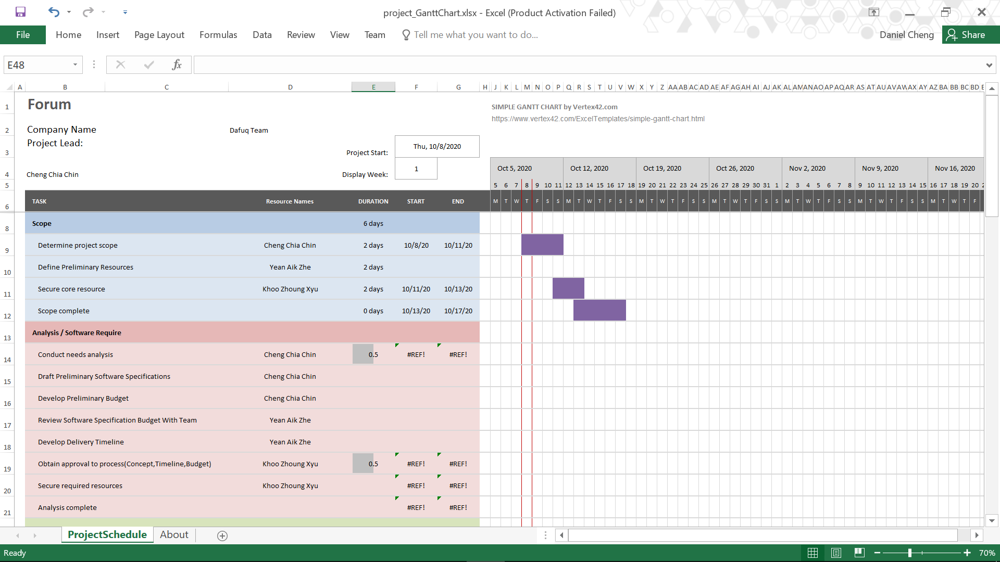 project_GanttChart.xlsx - Excel (Product Activation Failed)
File Home Insert Page Layout Formulas Data Review View Team Tell me what you want to do... Daniel Cheng Share
E48 fx
A B C D E F G H J K L M N O P Q R S T U V W X Y Z AA AB AC AD AE AF AG AH AI AJ AK AL AM AN AO AP AQ AR AS AT AU AV AW AX AY AZ BA BB BC BD
1 Forum SIMPLE GANTT CHART by Vertex42.com
https://www.vertex42.com/ExcelTemplates/simple-gantt-chart.html
2 Company Name Dafuq Team
Project Lead:
3 Project Start: Thu, 10/8/2020
4 Cheng Chia Chin Display Week: 1 Oct 5, 2020 Oct 12, 2020 Oct 19, 2020 Oct 26, 2020 Nov 2, 2020 Nov 9, 2020 Nov 16, 2020
5 5 6 7 8 9 10 11 12 13 14 15 16 17 18 19 20 21 22 23 24 25 26 27 28 29 30 31 1 2 3 4 5 6 7 8 9 10 11 12 13 14 15 16 17 18 19 20
6 TASK Resource Names DURATION START END M T W T F S S M T W T F S S M T W T F S S M T W T F S S M T W T F S S M T W T F S S M T W T F
8 Scope 6 days
9 Determine project scope Cheng Chia Chin 2 days 10/8/20 10/11/20
10 Define Preliminary Resources Yean Aik Zhe 2 days
11 Secure core resource Khoo Zhoung Xyu 2 days 10/11/20 10/13/20
12 Scope complete 0 days 10/13/20 10/17/20
13 Analysis / Software Require
14 Conduct needs analysis Cheng Chia Chin 0.5 #REF! #REF!
15 Draft Preliminary Software Specifications Cheng Chia Chin
16 Develop Preliminary Budget Cheng Chia Chin
17 Review Software Specification Budget With Team Yean Aik Zhe
18 Develop Delivery Timeline Yean Aik Zhe
19 Obtain approval to process(Concept,Timeline,Budget) Khoo Zhoung Xyu 0.5 #REF! #REF!
20 Secure required resources Khoo Zhoung Xyu #REF! #REF!
21 Analysis complete #REF! #REF!
ProjectSchedule About
Ready 70%